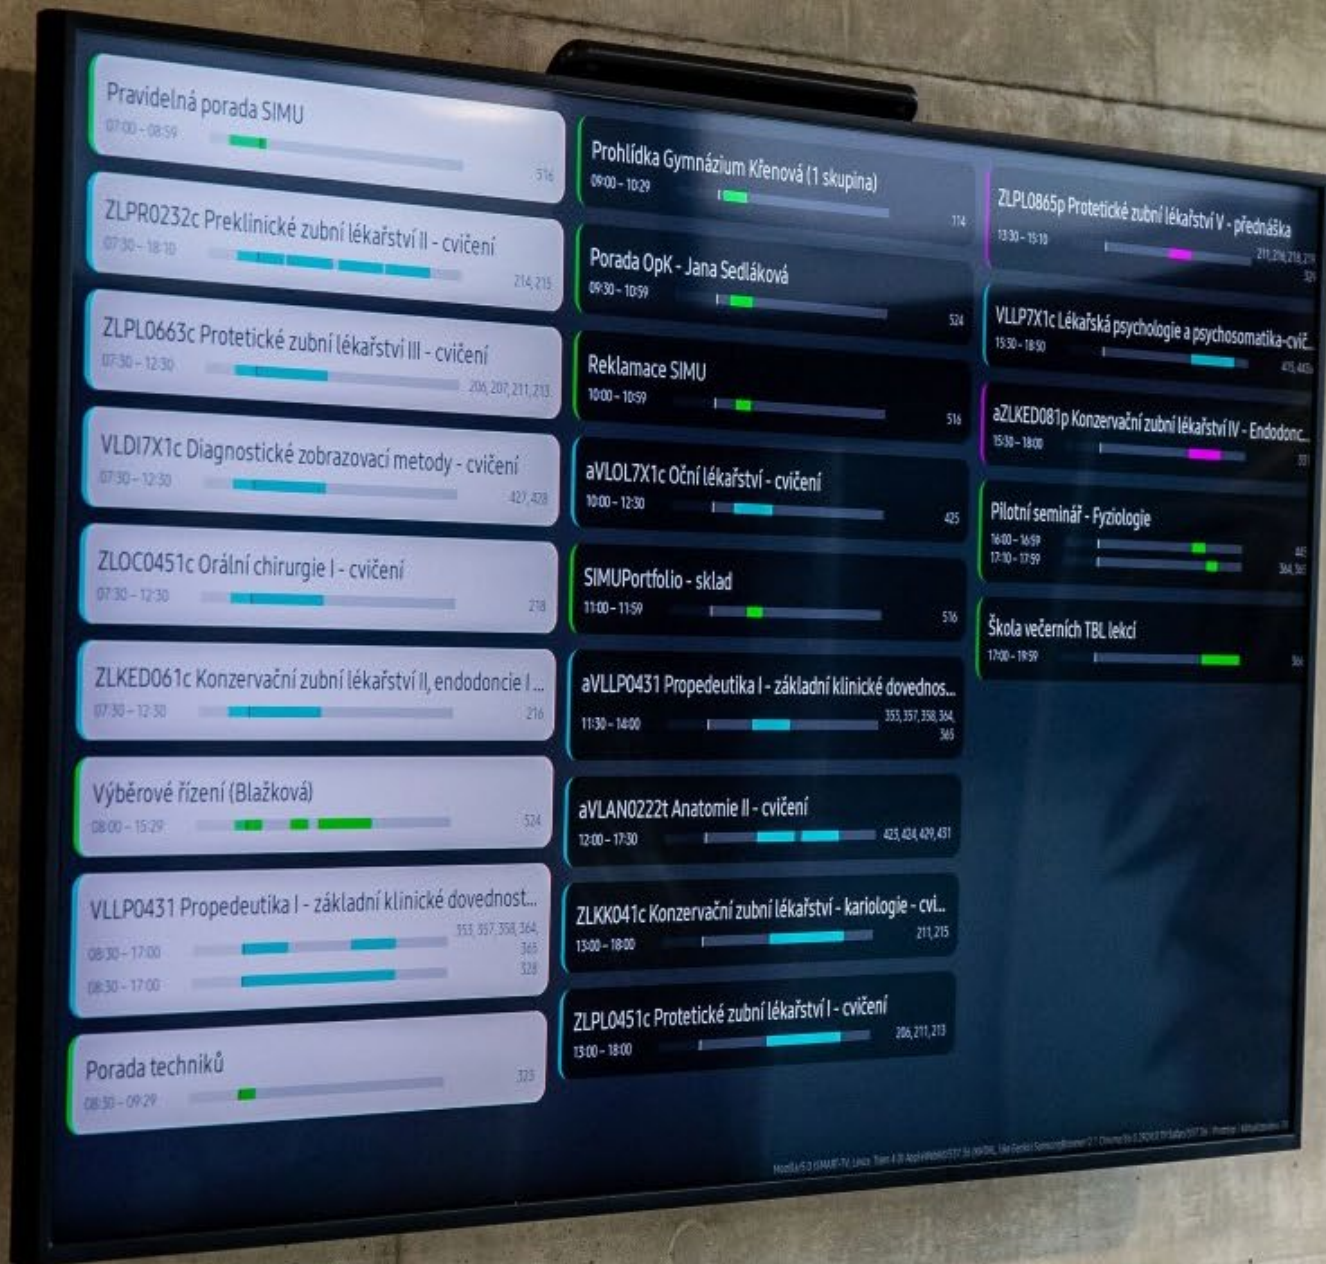 Pravidelná porada SIMU
07:00 - 08:59
516
ZLPR0232c Preklinické zubní lékařství II - cvičení
07:30 - 18:10
214, 215
ZLPL0663c Protetické zubní lékařství III - cvičení
07:30 - 12:30
206, 207, 211, 213
VLDI7X1c Diagnostické zobrazovací metody - cvičení
07:30 - 12:30
427, 428
ZLOC0451c Orální chirurgie I - cvičení
07:30 - 12:30
218
ZLKED061c Konzervační zubní lékařství II, endodoncie I ...
07:30 - 12:30
216
Výběrové řízení (Blažková)
08:00 - 15:29
524
VLLP0431 Propedeutika I - základní klinické dovednost...
353, 357, 358, 364,
08:30 - 17:00
365
08:30 - 17:00
328
Porada techniků
08:30 - 09:29
323
Prohlídka Gymnázium Křenová (1 skupina)
09:00 - 10:29
114
Porada OpK - Jana Sedláková
09:30 - 10:59
524
Reklamace SIMU
10:00 - 10:59
516
aVLOL7X1c Oční lékařství - cvičení
10:00 - 12:30
425
SIMUPortfolio - sklad
11:00 - 11:59
516
aVLLP0431 Propedeutika I - základní klinické dovednos...
11:30 - 14:00
353, 357, 358, 364,
365
aVLAN0222t Anatomie II - cvičení
12:00 - 17:30
423, 424, 429, 431
ZLKK041c Konzervační zubní lékařství - kariologie - cvi...
13:00 - 18:00
211, 215
ZLPL0451c Protetické zubní lékařství I - cvičení
13:00 - 18:00
206, 211, 213
ZLPL0865p Protetické zubní lékařství V - přednáška
13:30 - 15:10
VLLP7X1c Lékařská psychologie a psychosomatika-cvič...
15:30 - 18:50
aZLKED081p Konzervační zubní lékařství IV - Endodonc...
15:30 - 18:00
Pilotní seminář - Fyziologie
16:00 - 16:59
17:10 - 17:59
Škola večerních TBL lekcí
17:00 - 19:59